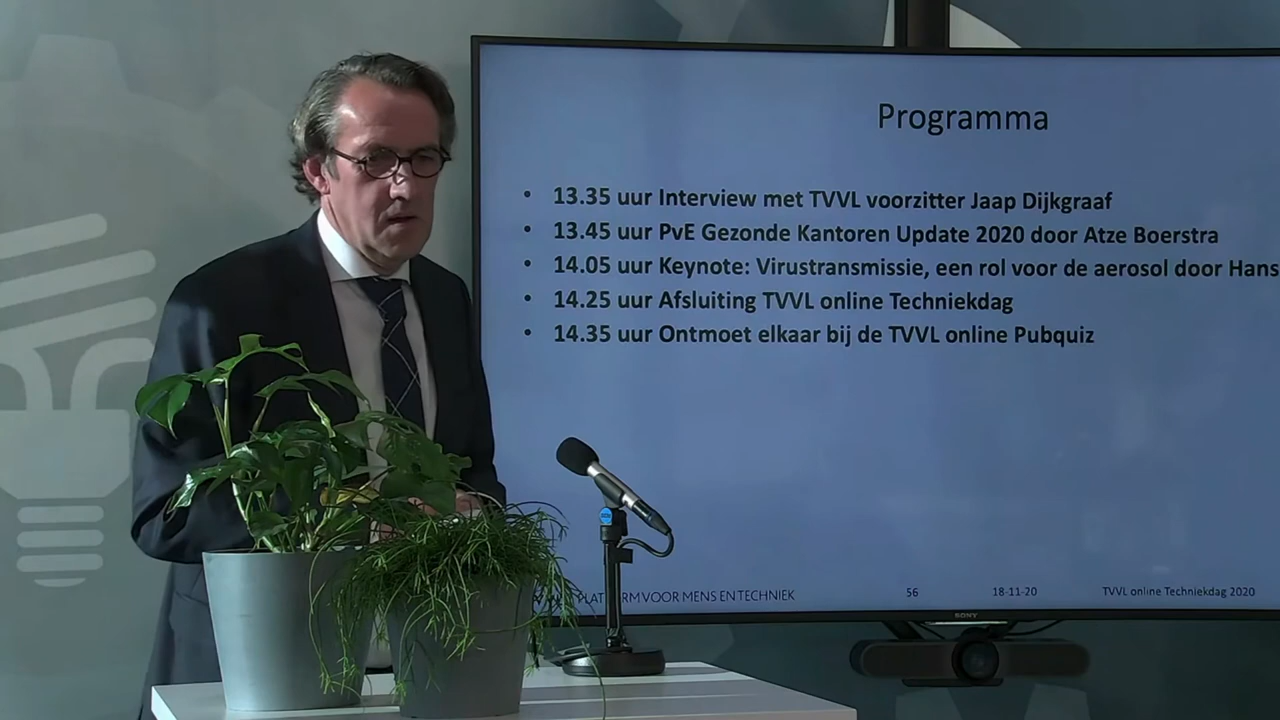 Programma
• 13.35 uur Interview met TVVL voorzitter Jaap Dijkgraaf
• 13.45 uur PvE Gezonde Kantoren Update 2020 door Atze Boerstra
• 14.05 uur Keynote: Virustransmissie, een rol voor de aerosol door Hans
• 14.25 uur Afsluiting TVVL online Techniekdag
• 14.35 uur Ontmoet elkaar bij de TVVL online Pubquiz
VOOR MENS EN TECHNIEK 56 18-11-20 TVVL online Techniekdag 2020
SONY